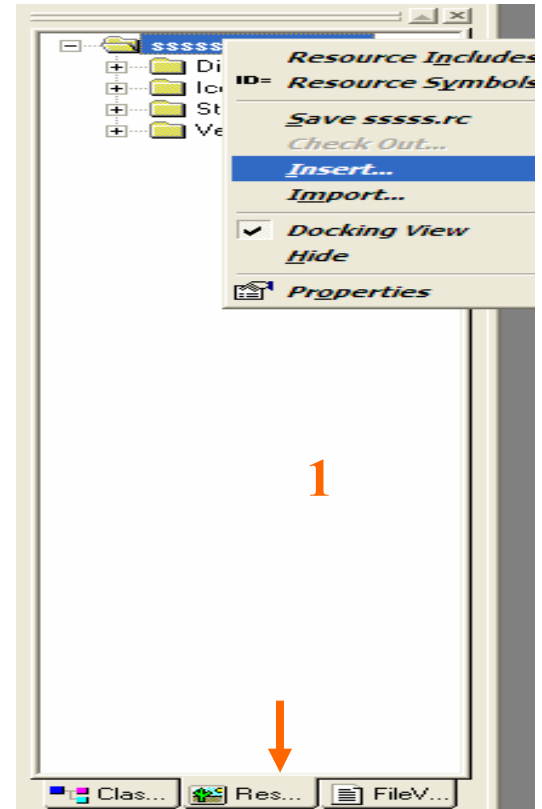 sssss
Di
Ico
St
Ve
Resource Includes
ID= Resource Symbols
Save sssss.rc
Check Out...
Insert...
Import...
Docking View
Hide
Properties
1
Clas... Res... FileV...